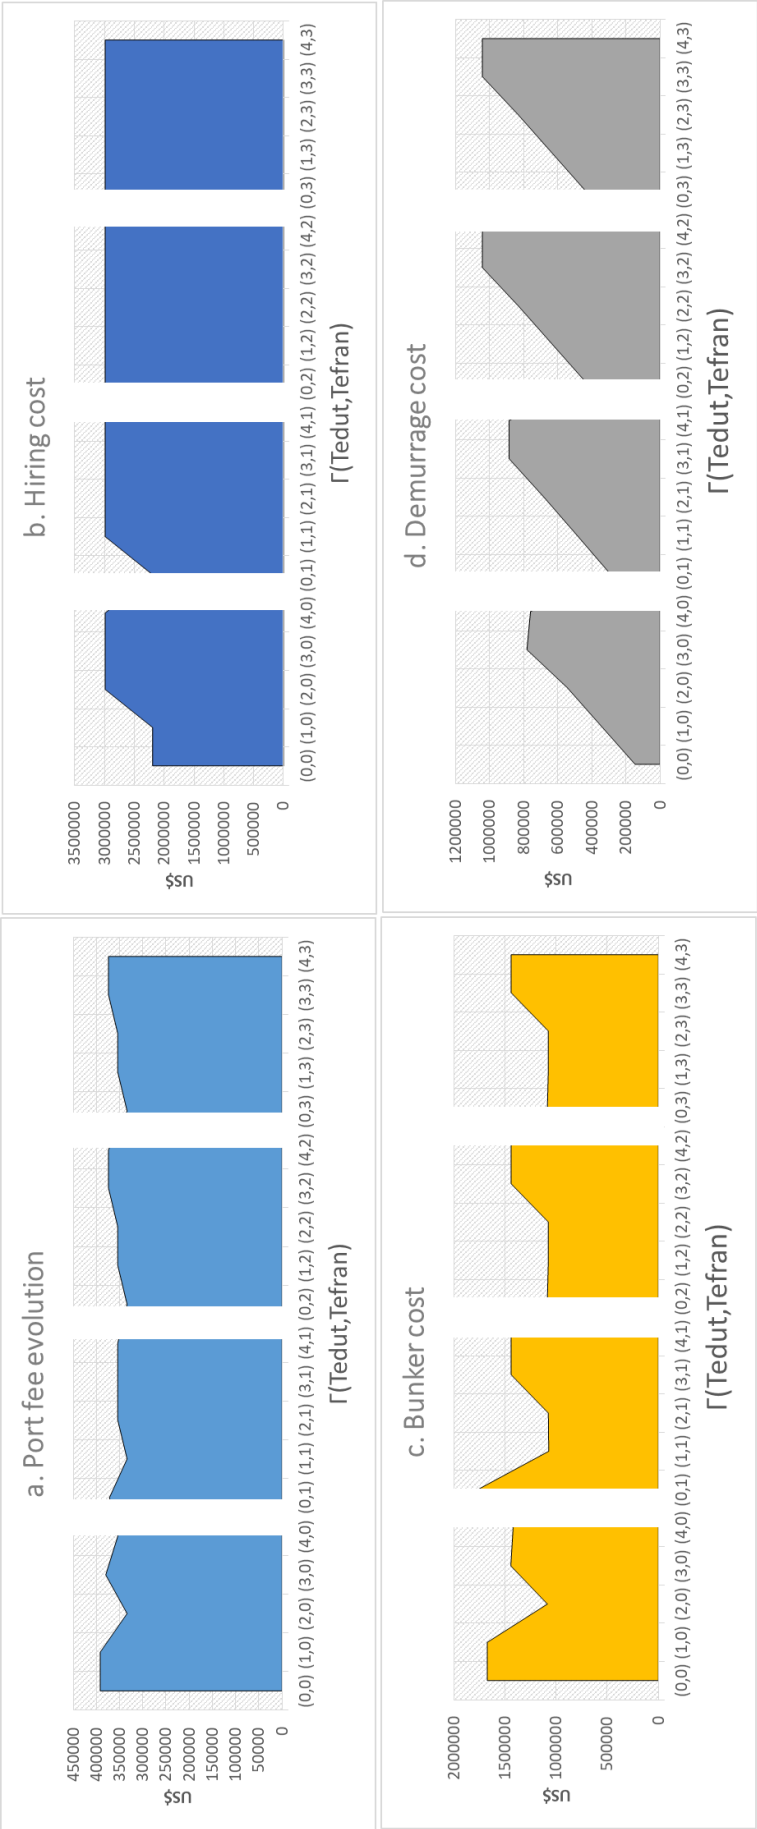 a. Port fee evolution
US$
450000
400000
350000
300000
250000
200000
150000
100000
50000
0
(0,0) (1,0) (2,0) (3,0) (4,0) (0,1) (1,1) (2,1) (3,1) (4,1) (0,2) (1,2) (2,2) (3,2) (4,2) (0,3) (1,3) (2,3) (3,3) (4,3)
Γ(Tedut,Tefran)
b. Hiring cost
US$
3500000
3000000
2500000
2000000
1500000
1000000
500000
0
(0,0) (1,0) (2,0) (3,0) (4,0) (0,1) (1,1) (2,1) (3,1) (4,1) (0,2) (1,2) (2,2) (3,2) (4,2) (0,3) (1,3) (2,3) (3,3) (4,3)
Γ(Tedut,Tefran)
c. Bunker cost
US$
2000000
1500000
1000000
500000
0
(0,0) (1,0) (2,0) (3,0) (4,0) (0,1) (1,1) (2,1) (3,1) (4,1) (0,2) (1,2) (2,2) (3,2) (4,2) (0,3) (1,3) (2,3) (3,3) (4,3)
Γ(Tedut,Tefran)
d. Demurrage cost
US$
1200000
1000000
800000
600000
400000
200000
0
(0,0) (1,0) (2,0) (3,0) (4,0) (0,1) (1,1) (2,1) (3,1) (4,1) (0,2) (1,2) (2,2) (3,2) (4,2) (0,3) (1,3) (2,3) (3,3) (4,3)
Γ(Tedut,Tefran)